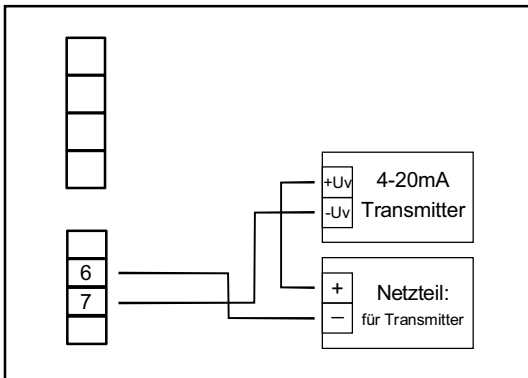 +Uv
4-20mA
-Uv
Transmitter
6
7
+
Netzteil:
–
für Transmitter